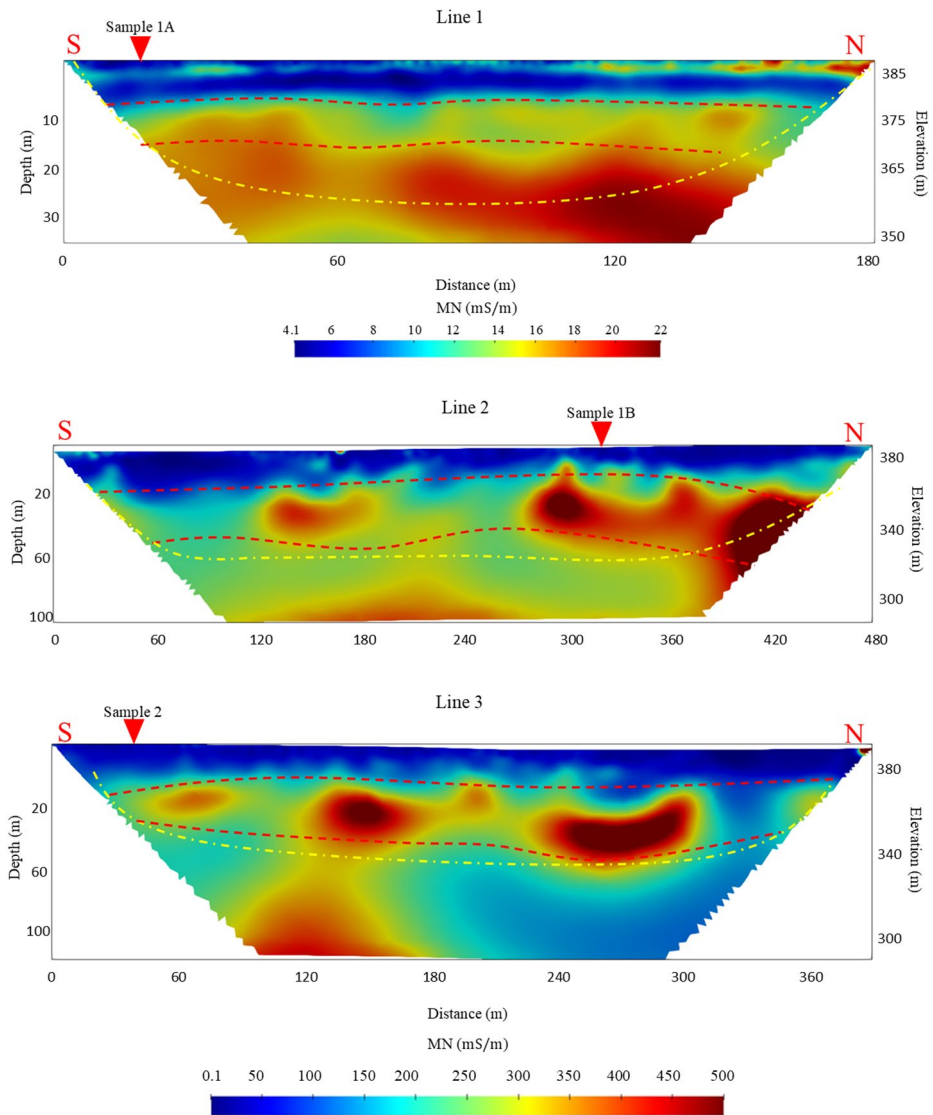 Line 1
Sample 1A
S
N
385
10
375
Depth (m)
Elevation (m)
20
365
30
350
0
60
120
180
Distance (m)
MN (mS/m)
4.1 6 8 10 12 14 16 18 20 22
Line 2
Sample 1B
S
N
380
20
Depth (m)
Elevation (m)
340
60
300
100
0 60 120 180 240 300 360 420 480
Line 3
Sample 2
S
N
380
20
Depth (m)
Elevation (m)
340
60
100
300
0 60 120 180 240 300 360
Distance (m)
MN (mS/m)
0.1 50 100 150 200 250 300 350 400 450 500